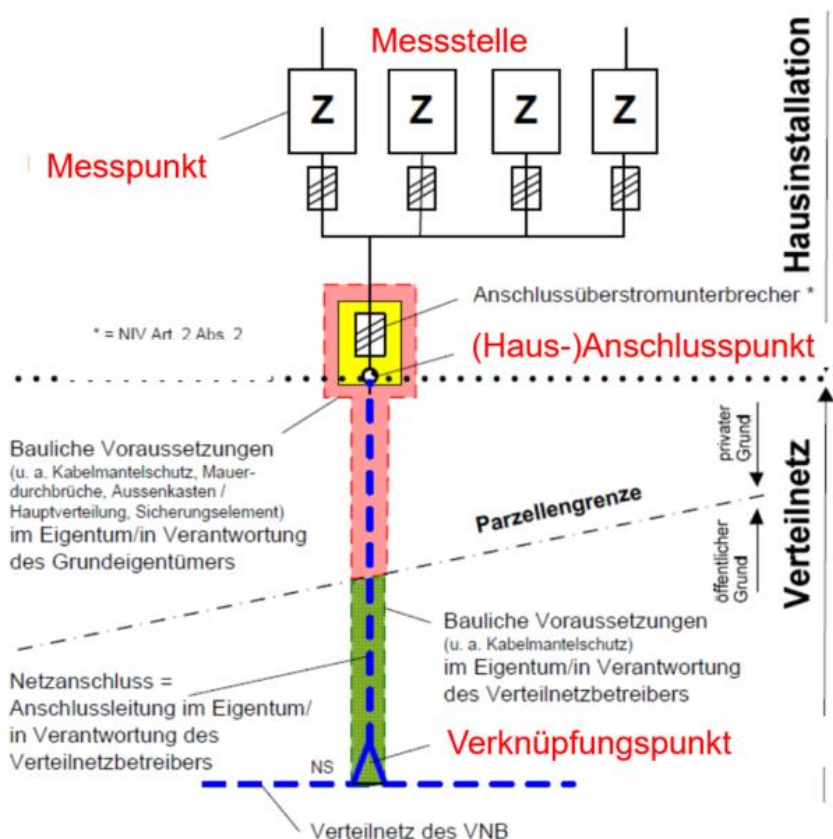 Messstelle
Z Z Z Z
Messpunkt
Hausinstallation
Anschlussüberstromunterbrecher *
* = NIV Art. 2 Abs. 2
(Haus-)Anschlusspunkt
Bauliche Voraussetzungen
(u. a. Kabelmantelschutz, Mauer-
durchbrüche, Aussenkasten /
Hauptverteilung, Sicherungselement)
im Eigentum/in Verantwortung
des Grundeigentümers
privater
Grund
Parzellengrenze
öffentlicher
Grund
Verteilnetz
Bauliche Voraussetzungen
(u. a. Kabelmantelschutz)
im Eigentum/in Verantwortung
des Verteilnetzbetreibers
Netzanschluss =
Anschlussleitung im Eigentum/
in Verantwortung des
Verteilnetzbetreibers
Verknüpfungspunkt
NS
Verteilnetz des VNB